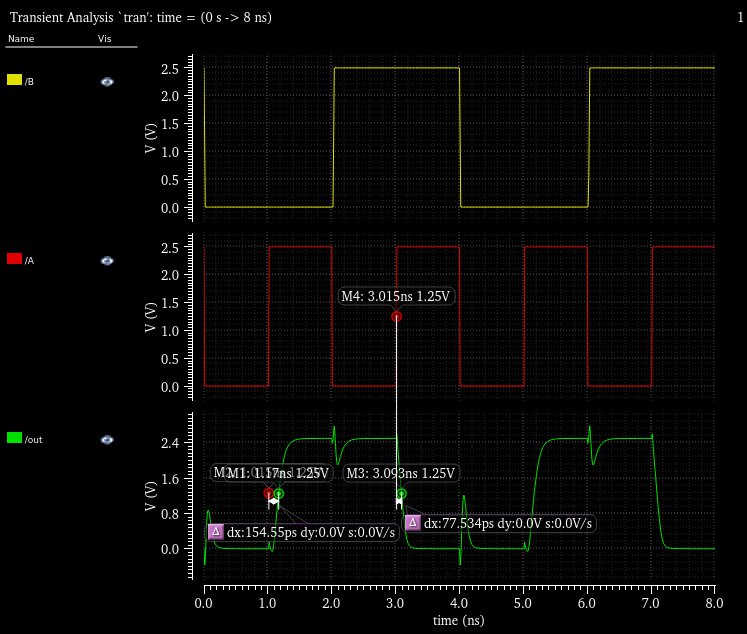 Transient Analysis `tran': time = (0 s -> 8 ns) 1
Name Vis
/B
2.5
2.0
1.5
1.0
0.5
0.0
V (V)
/A
2.5
2.0
1.5
1.0
0.5
0.0
V (V)
M4: 3.015ns 1.25V
/out
2.4
1.6
0.8
0.0
V (V)
M1: 1.17ns 1.25V
M3: 3.093ns 1.25V
Δ dx:154.55ps dy:0.0V s:0.0V/s
Δ dx:77.534ps dy:0.0V s:0.0V/s
0.0 1.0 2.0 3.0 4.0 5.0 6.0 7.0 8.0
time (ns)